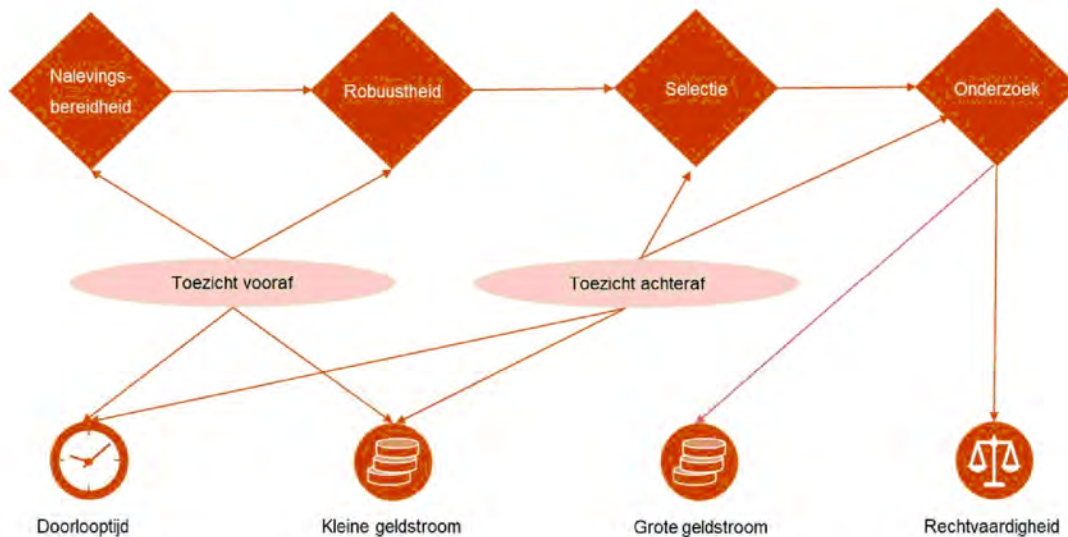 Nalevings-
bereidheid
Robuustheid
Selectie
Onderzoek
Toezicht vooraf
Toezicht achteraf
Doorlooptijd
Kleine geldstroom
Grote geldstroom
Rechtvaardigheid